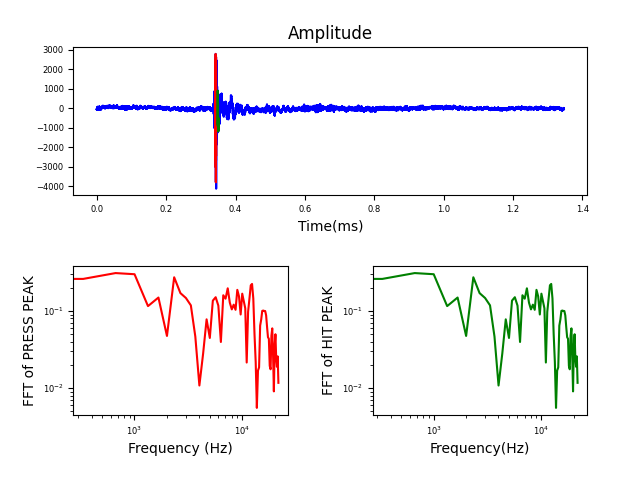 Amplitude
3000
2000
1000
0
−1000
−2000
−3000
−4000
0.0 0.2 0.4 0.6 0.8 1.0 1.2 1.4
Time(ms)
FFT of PRESS PEAK
10⁻¹
10⁻²
10³ 10⁴
Frequency (Hz)
FFT of HIT PEAK
10⁻¹
10⁻²
10³ 10⁴
Frequency(Hz)